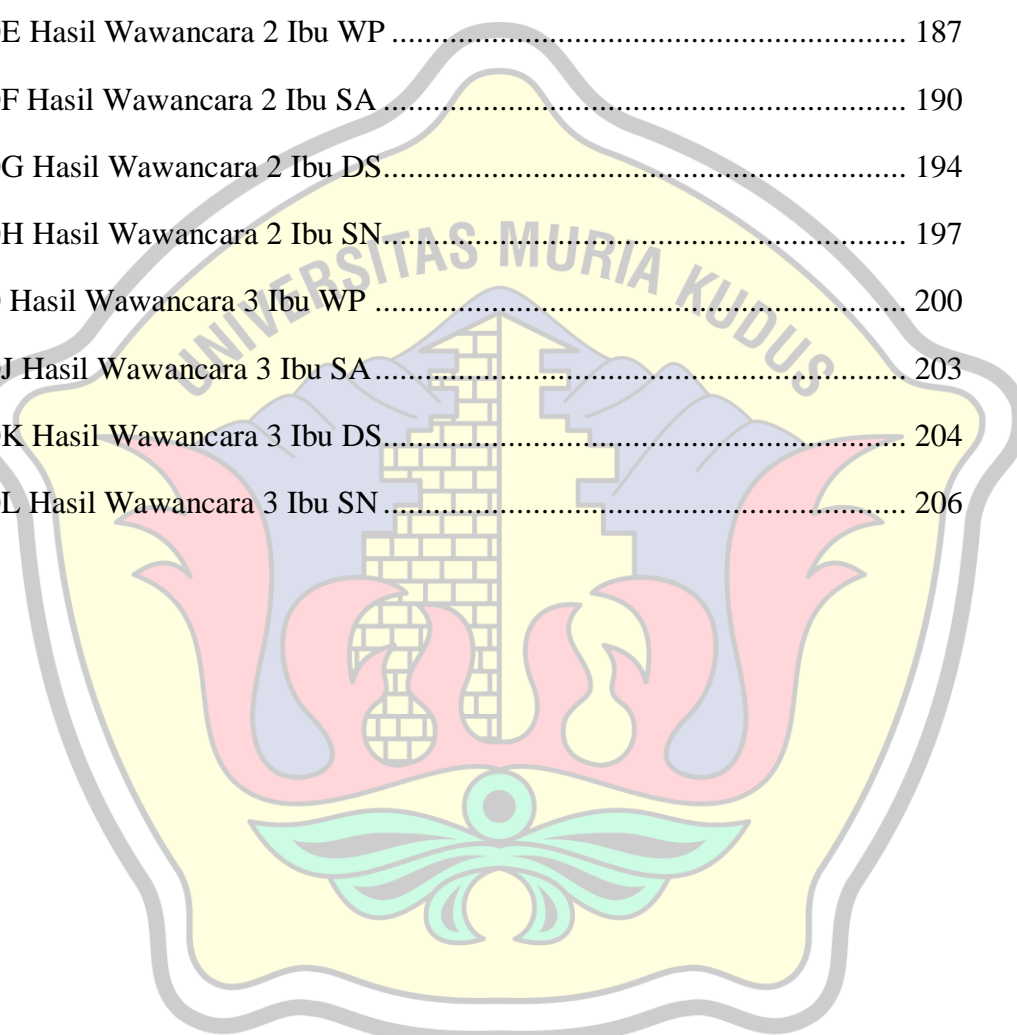 E Hasil Wawancara 2 Ibu WP ........................................................ 187
F Hasil Wawancara 2 Ibu SA ......................................................... 190
G Hasil Wawancara 2 Ibu DS......................................................... 194
H Hasil Wawancara 2 Ibu SN......................................................... 197
Hasil Wawancara 3 Ibu WP .......................................................... 200
J Hasil Wawancara 3 Ibu SA.......................................................... 203
K Hasil Wawancara 3 Ibu DS......................................................... 204
L Hasil Wawancara 3 Ibu SN ......................................................... 206
UNIVERSITAS MURIA KUDUS